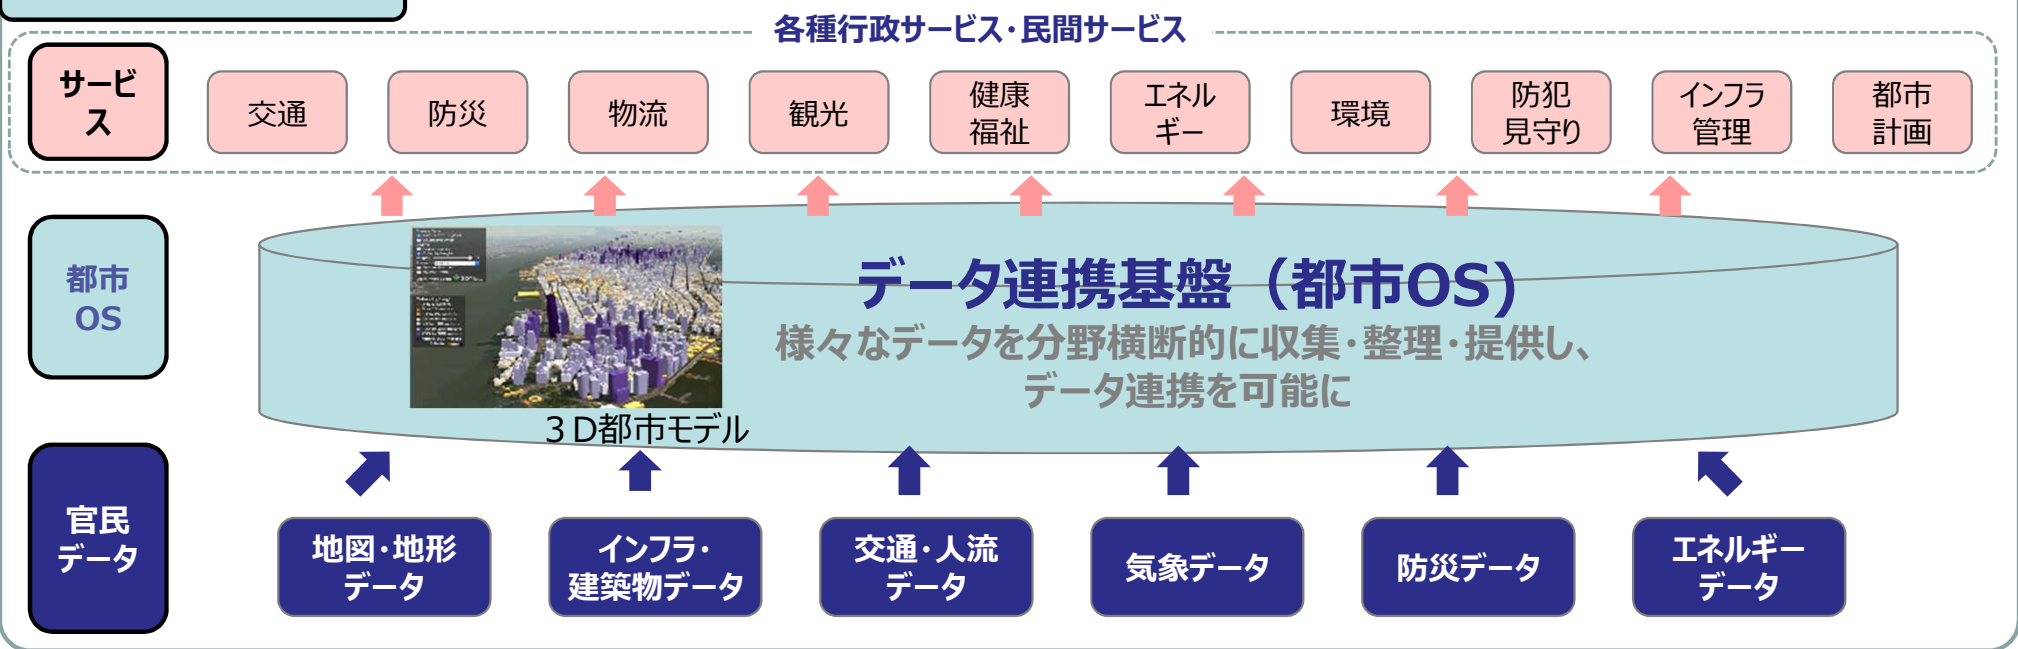 各種行政サービス・民間サービス
サービ
ス
交通
防災
物流
観光
健康
福祉
エネル
ギー
環境
防犯
見守り
インフラ
管理
都市
計画
都市
OS
データ連携基盤（都市OS）
様々なデータを分野横断的に収集・整理・提供し、
データ連携を可能に
３D都市モデル
官民
データ
地図・地形
データ
インフラ・
建築物データ
交通・人流
データ
気象データ
防災データ
エネルギー
データ